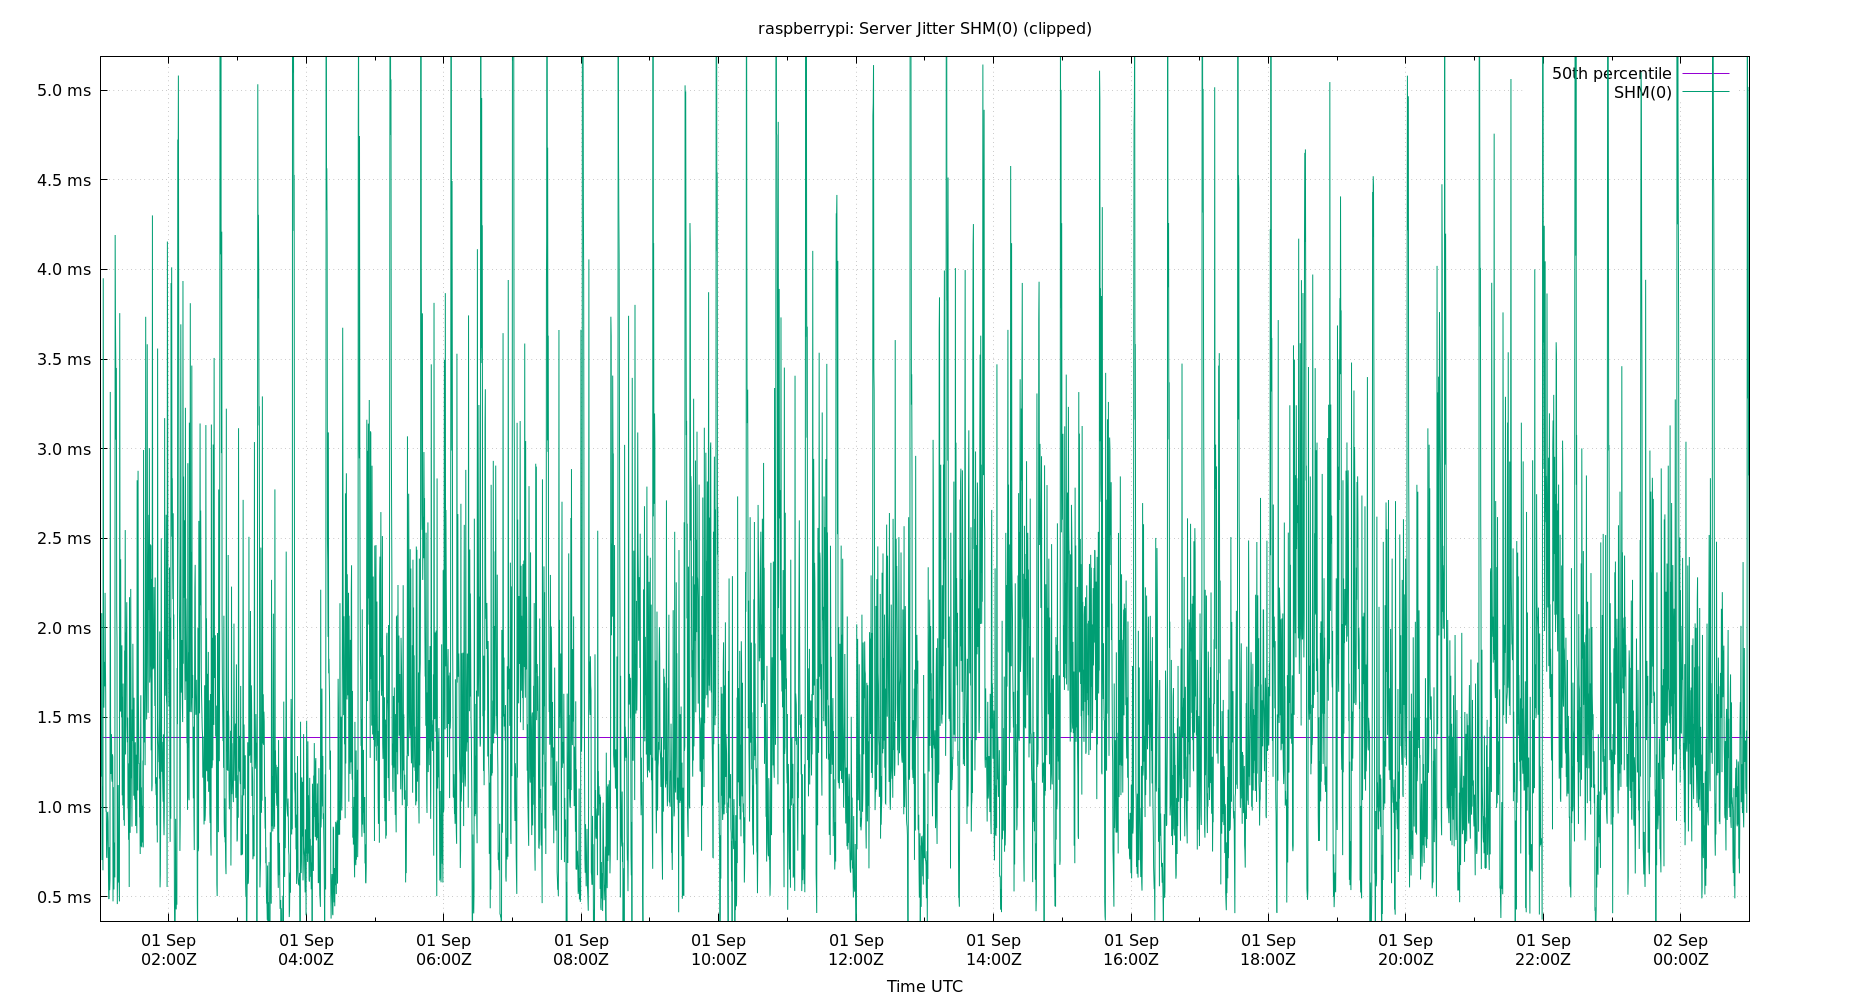 raspberrypi: Server Jitter SHM(0) (clipped)
50th percentile
SHM(0)
5.0 ms
4.5 ms
4.0 ms
3.5 ms
3.0 ms
2.5 ms
2.0 ms
1.5 ms
1.0 ms
0.5 ms
01 Sep 01 Sep 01 Sep 01 Sep 01 Sep 01 Sep 01 Sep 01 Sep 01 Sep 01 Sep 01 Sep 02 Sep
02:00Z 04:00Z 06:00Z 08:00Z 10:00Z 12:00Z 14:00Z 16:00Z 18:00Z 20:00Z 22:00Z 00:00Z
Time UTC